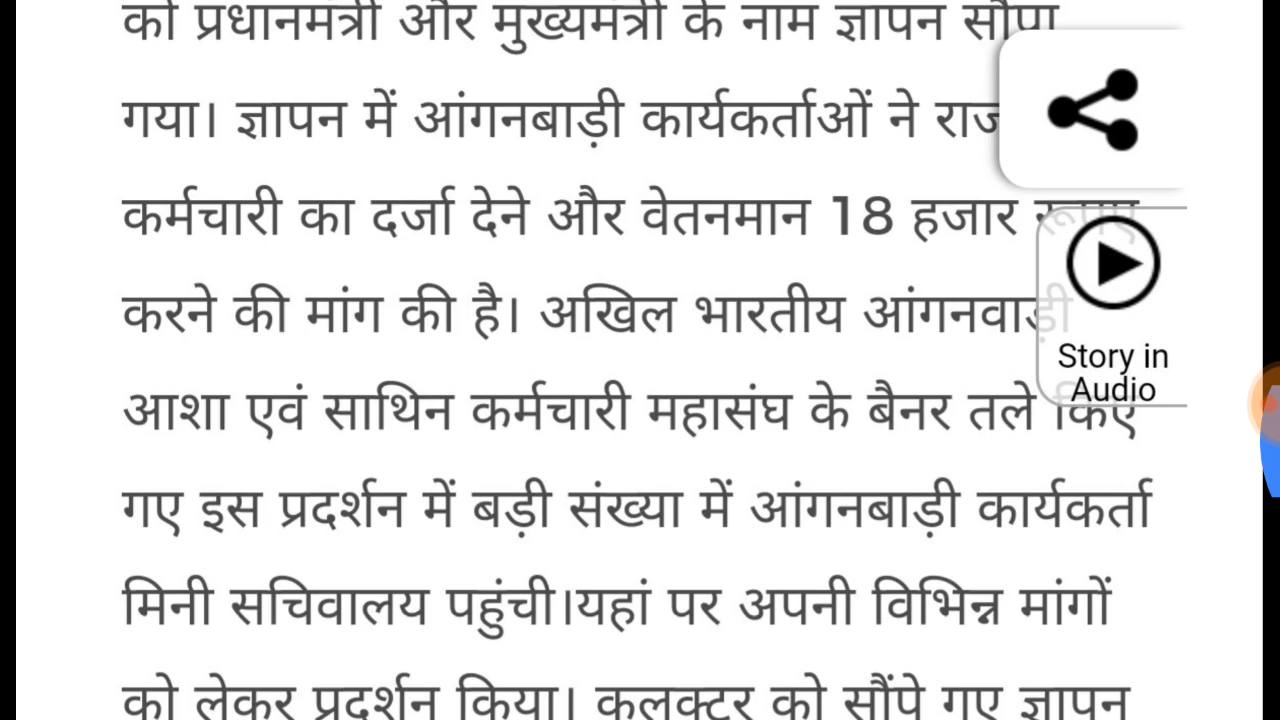 को प्रधानमंत्री और मुख्यमंत्री के नाम ज्ञापन सौंपा
गया। ज्ञापन में आंगनबाड़ी कार्यकर्ताओं ने
कर्मचारी का दर्जा देने और वेतनमान 18 हजार रूपए
करने की मांग की है। अखिल भारतीय आंगनवाड़ी
Story in
Audio
आशा एवं साथिन कर्मचारी महासंघ के बैनर तले किए
गए इस प्रदर्शन में बड़ी संख्या में आंगनबाड़ी कार्यकर्ता
मिनी सचिवालय पहुंची।यहां पर अपनी विभिन्न मांगों
को लेकर प्रदर्शन किया। कलक्टर को सौंपे गए ज्ञापन